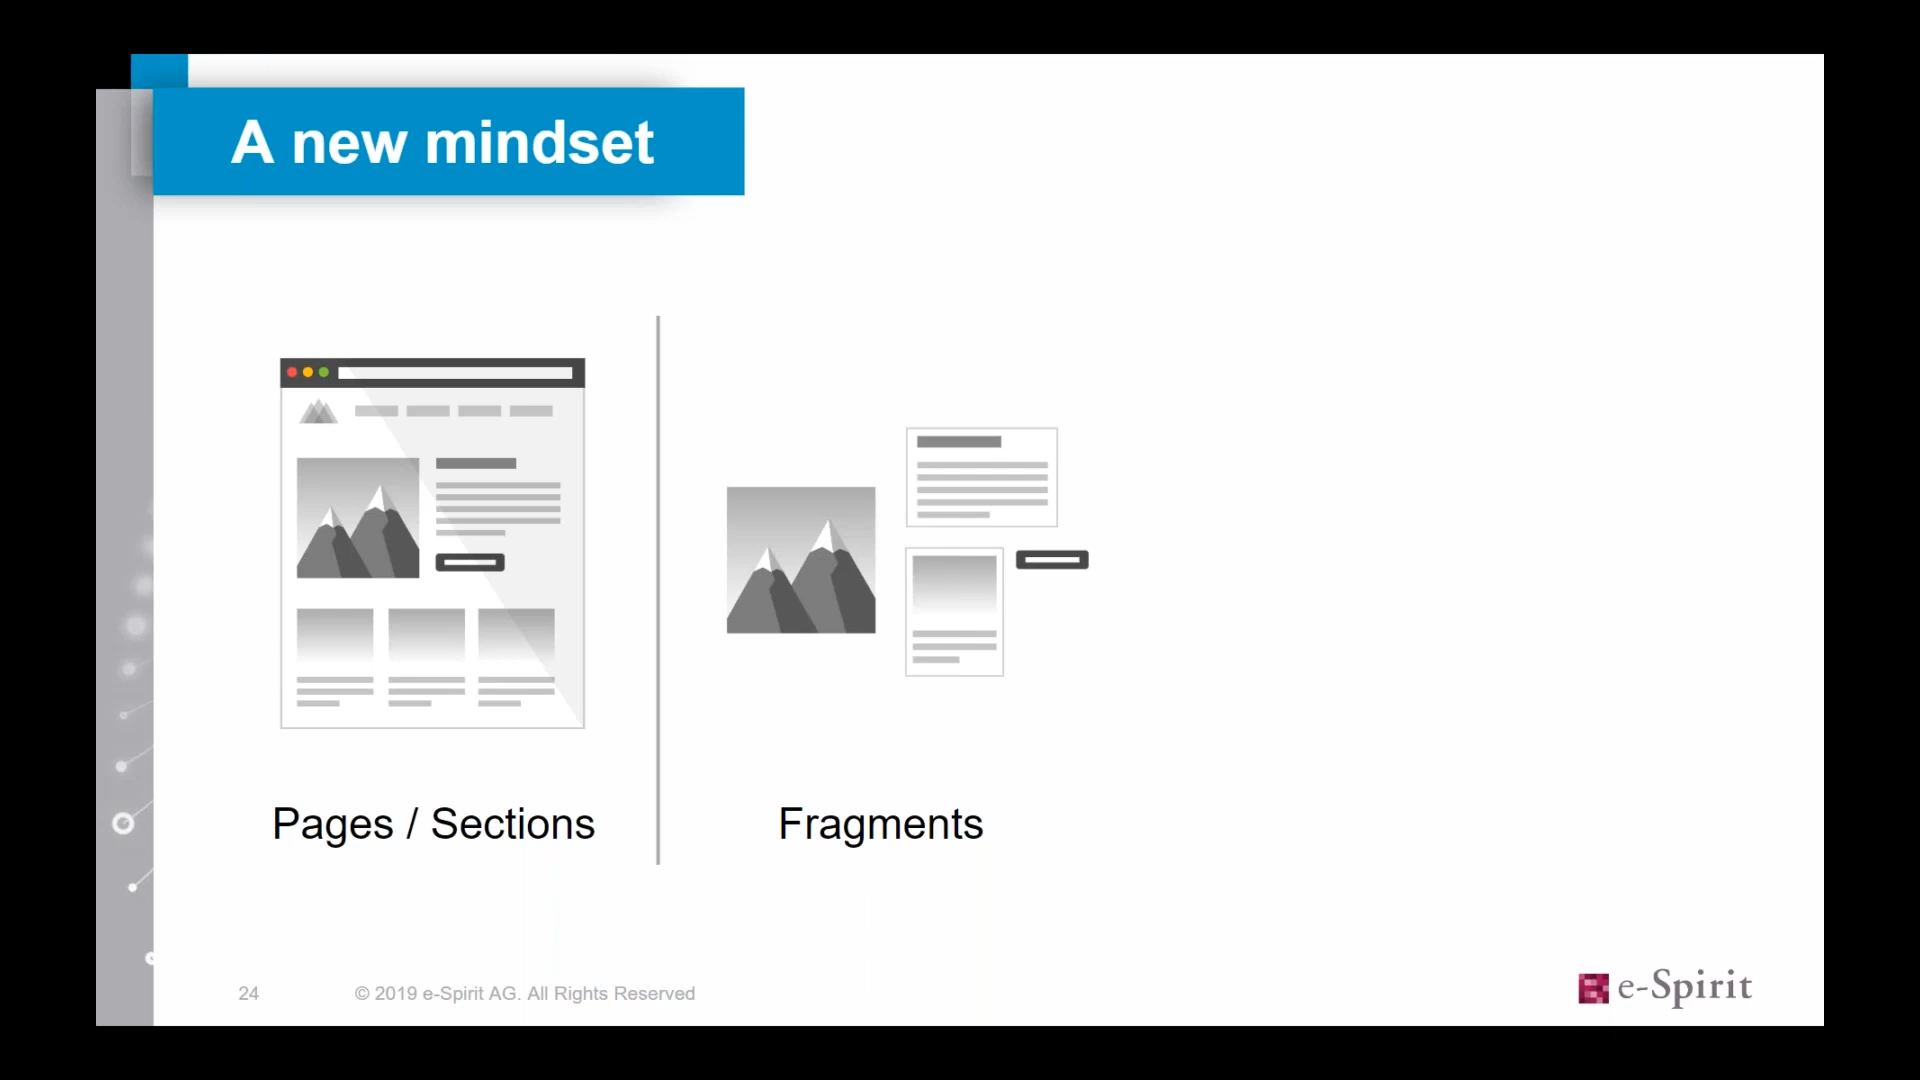 A new mindset
Pages / Sections
Fragments
24
© 2019 e-Spirit AG. All Rights Reserved
e-Spirit